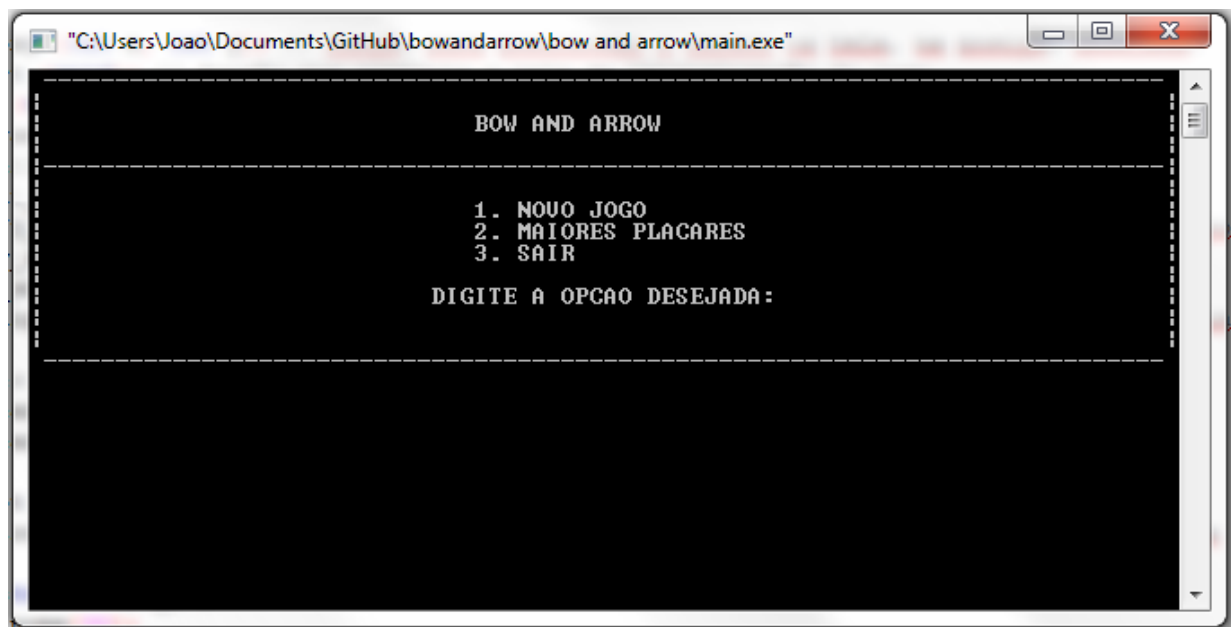 "C:\Users\Joao\Documents\GitHub\bowandarrow\bow and arrow\main.exe"
BOW AND ARROW
1. NOVO JOGO
2. MAIORES PLACARES
3. SAIR
DIGITE A OPCAO DESEJADA: